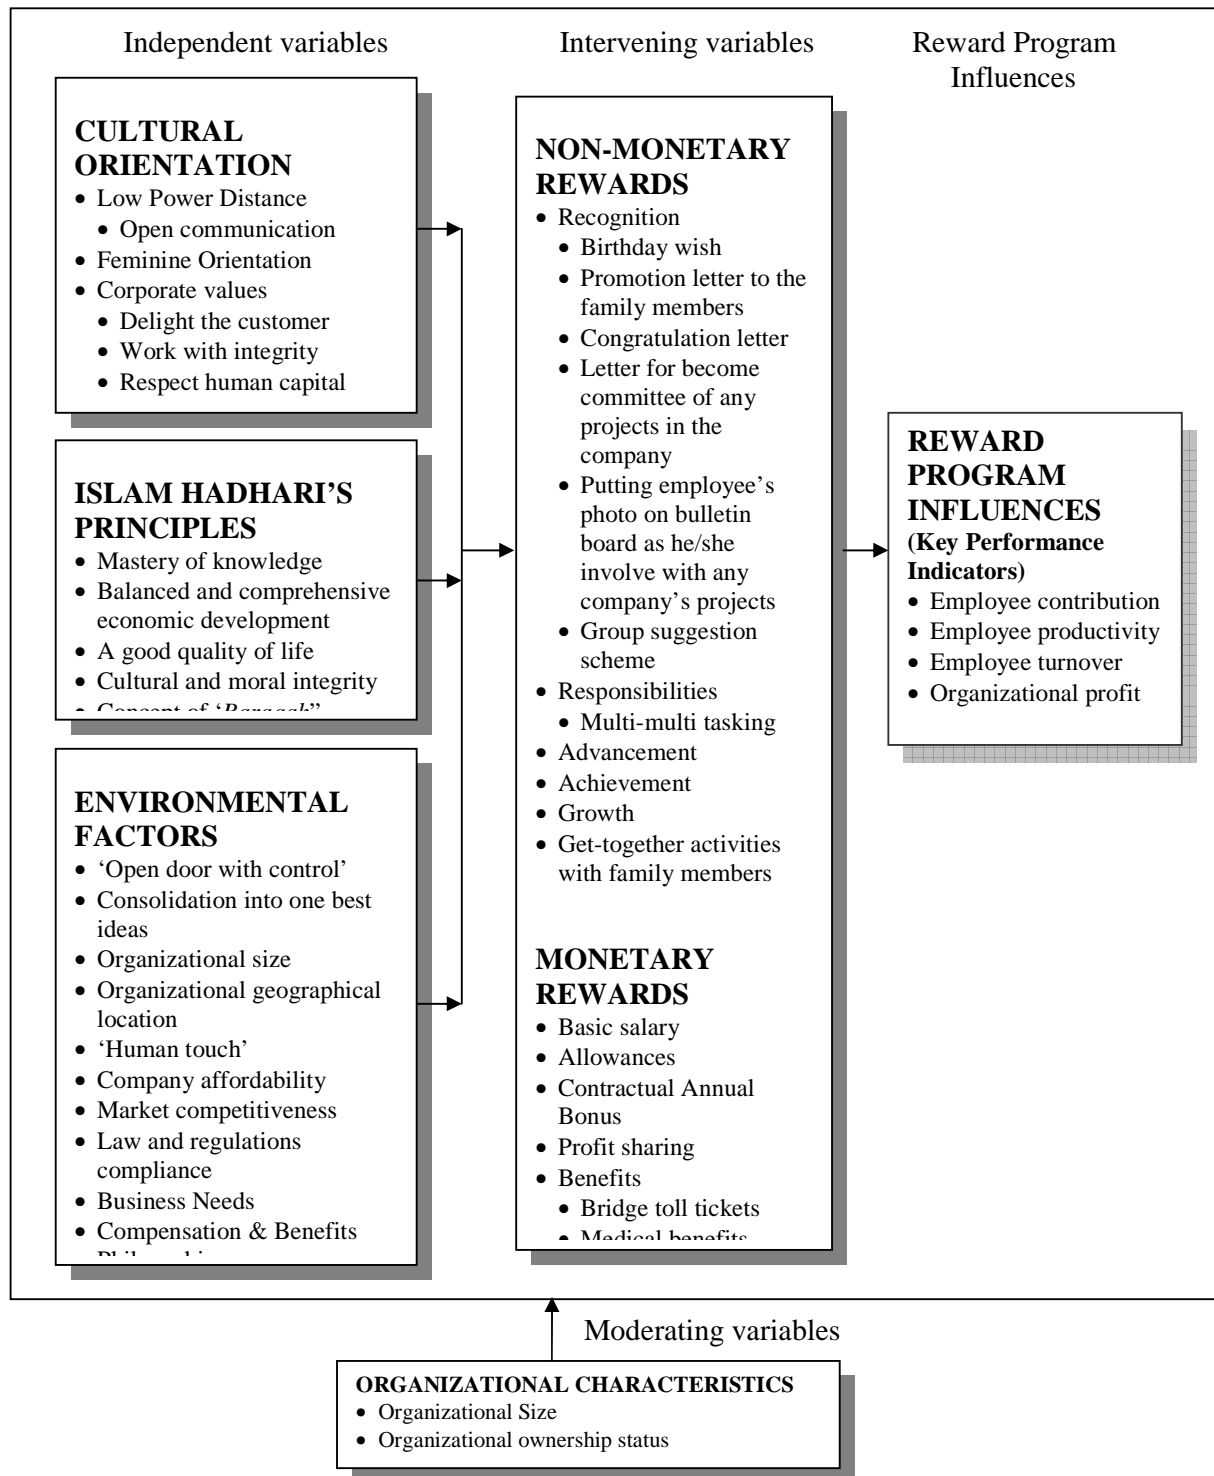 Independent variables
Intervening variables
Reward Program
Influences
CULTURAL
ORIENTATION
• Low Power Distance
• Open communication
• Feminine Orientation
• Corporate values
• Delight the customer
• Work with integrity
• Respect human capital
ISLAM HADHARI’S
PRINCIPLES
• Mastery of knowledge
• Balanced and comprehensive
economic development
• A good quality of life
• Cultural and moral integrity
• Concept of ‘Baraqah”
ENVIRONMENTAL
FACTORS
• ‘Open door with control’
• Consolidation into one best
ideas
• Organizational size
• Organizational geographical
location
• ‘Human touch’
• Company affordability
• Market competitiveness
• Law and regulations
compliance
• Business Needs
• Compensation & Benefits
NON-MONETARY
REWARDS
• Recognition
• Birthday wish
• Promotion letter to the
family members
• Congratulation letter
• Letter for become
committee of any
projects in the
company
• Putting employee’s
photo on bulletin
board as he/she
involve with any
company’s projects
• Group suggestion
scheme
• Responsibilities
• Multi-multi tasking
• Advancement
• Achievement
• Growth
• Get-together activities
with family members
MONETARY
REWARDS
• Basic salary
• Allowances
• Contractual Annual
Bonus
• Profit sharing
• Benefits
• Bridge toll tickets
• Medical benefits
REWARD
PROGRAM
INFLUENCES
(Key Performance
Indicators)
• Employee contribution
• Employee productivity
• Employee turnover
• Organizational profit
Moderating variables
ORGANIZATIONAL CHARACTERISTICS
• Organizational Size
• Organizational ownership status